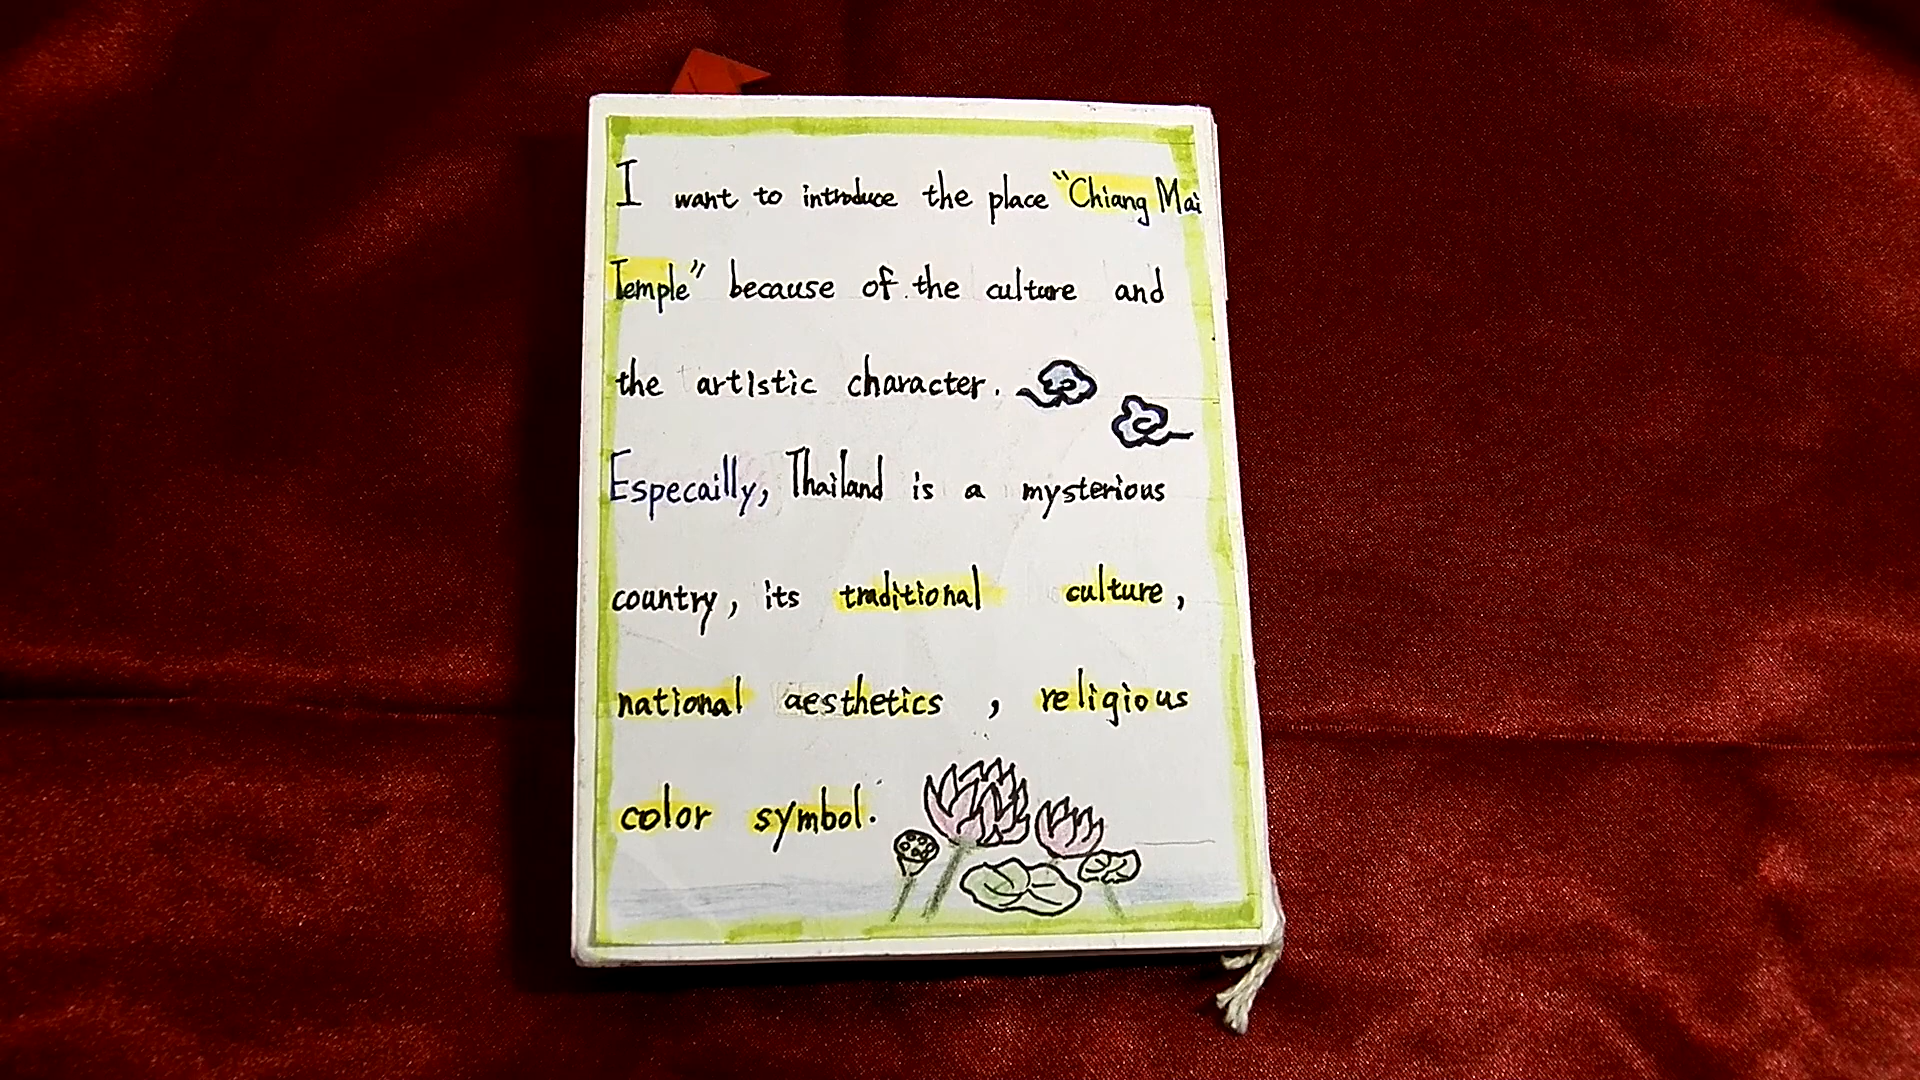 I want to introduce the place "Chiang Mai
Temple" because of the culture and
the artistic character.
Especailly, Thailand is a mysterious
country, its traditional culture,
national aesthetics, religious
color symbol.